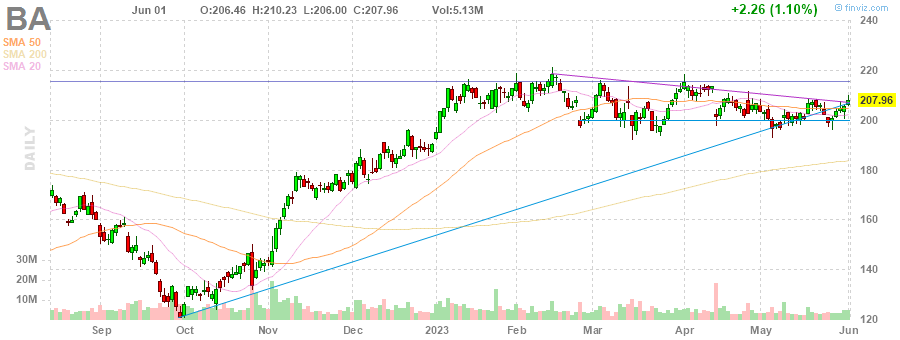 BA Jun 01 O:206.46 H:210.23 L:206.00 C:207.96 Vol:5.13M +2.26 (1.10%) © finviz.com
SMA 50
SMA 200
SMA 20
DAILY
240
220
207.96
200
180
160
140
120
30M
20M
10M
Sep Oct Nov Dec 2023 Feb Mar Apr May Jun